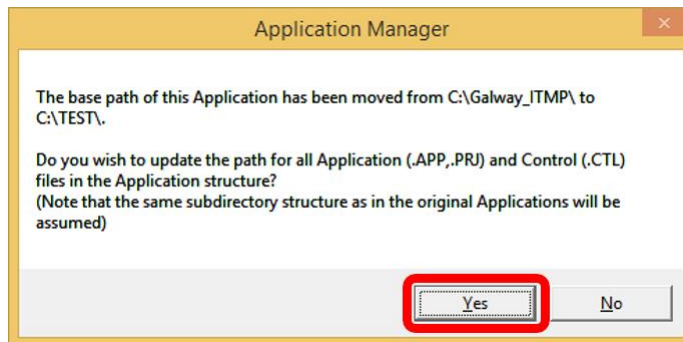 Application Manager
The base path of this Application has been moved from C:\Galway_ITMP\ to
C:\TEST\.
Do you wish to update the path for all Application (.APP,.PRJ) and Control (.CTL)
files in the Application structure?
(Note that the same subdirectory structure as in the original Applications will be
assumed)
Yes No